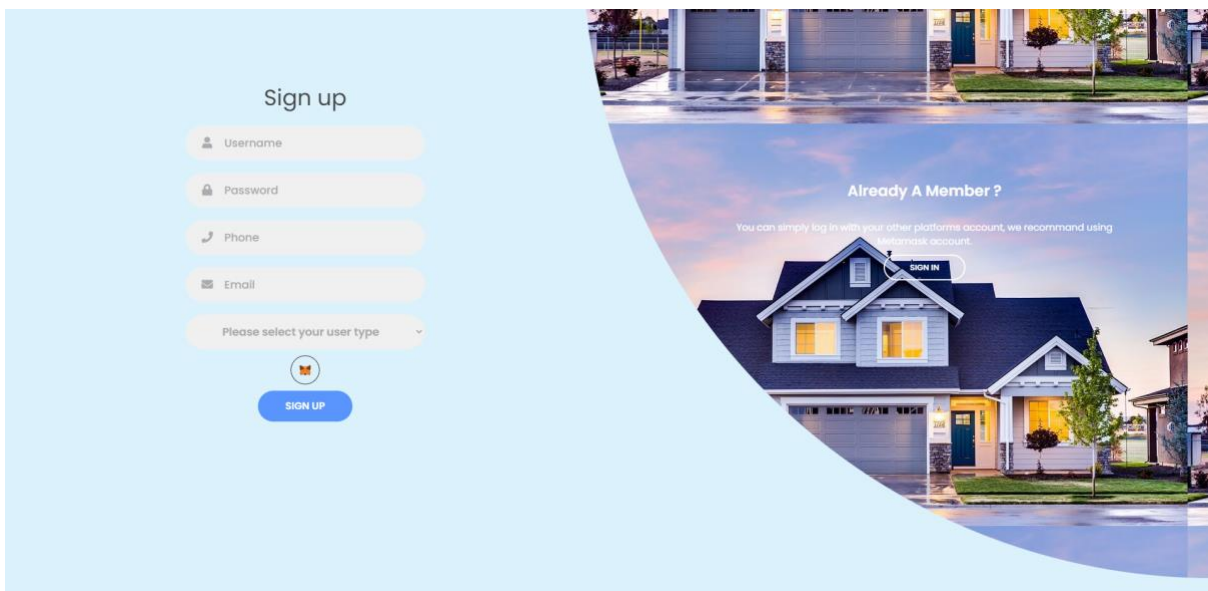 Sign up
Username
Password
Phone
Email
Please select your user type
SIGN UP
Already A Member ?
You can simply log in with your other platforms account, we recommand using
Metamask account.
SIGN IN